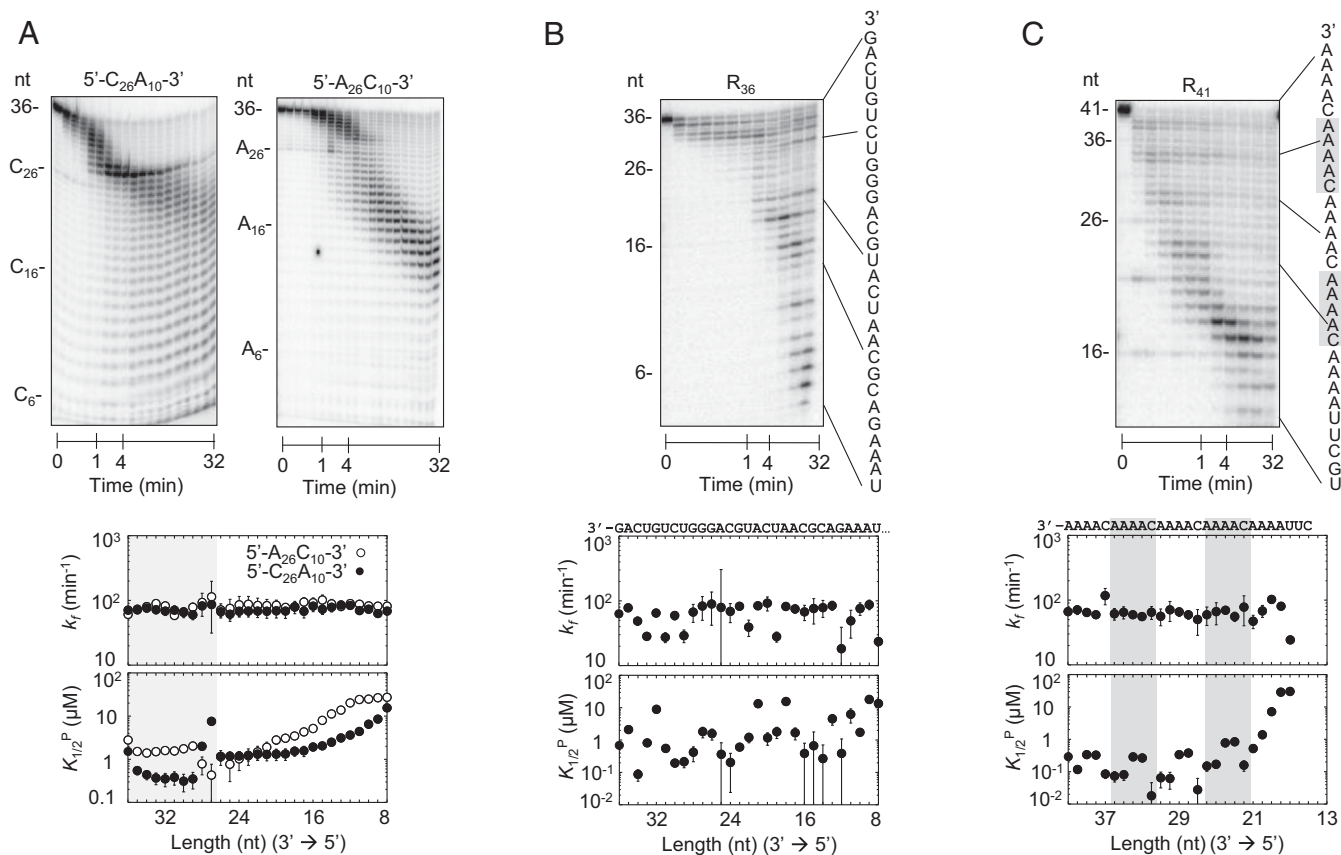 A
nt
5'-C26A10-3'
36-
C26-
C16-
C6-
0 1 4 32
Time (min)
5'-A26C10-3'
36-
A26-
A16-
A6-
0 1 4 32
Time (min)
10³
10²
10
kf (min-1)
5'-A26C10-3' ○
5'-C26A10-3' ●
10²
10
1
0.1
K1/2P (µM)
32 24 16 8
Length (nt) (3' → 5')
B
nt
R36
36-
26-
16-
6-
0 1 4 32
Time (min)
3'
G
A
C
U
G
U
C
U
G
G
G
A
C
G
U
A
C
U
A
A
C
G
C
A
G
A
A
A
U
3'-GACUGUCUGGGACGUACUAACGCAGAAAU...
10³
10²
10
kf (min-1)
10²
10
1
10-1
10-2
K1/2P (µM)
32 24 16 8
Length (nt) (3' → 5')
C
nt
R41
41-
36-
26-
16-
0 1 4 32
Time (min)
3'
A
A
A
A
C
A
A
A
A
C
A
A
A
A
C
A
A
A
A
C
A
A
A
A
U
U
C
G
U
3'-AAAACAAAACAAAACAAAACAAAAUUC
10³
10²
10
kf (min-1)
10²
10
1
10-1
10-2
K1/2P (µM)
37 29 21 13
Length (nt) (3' → 5')